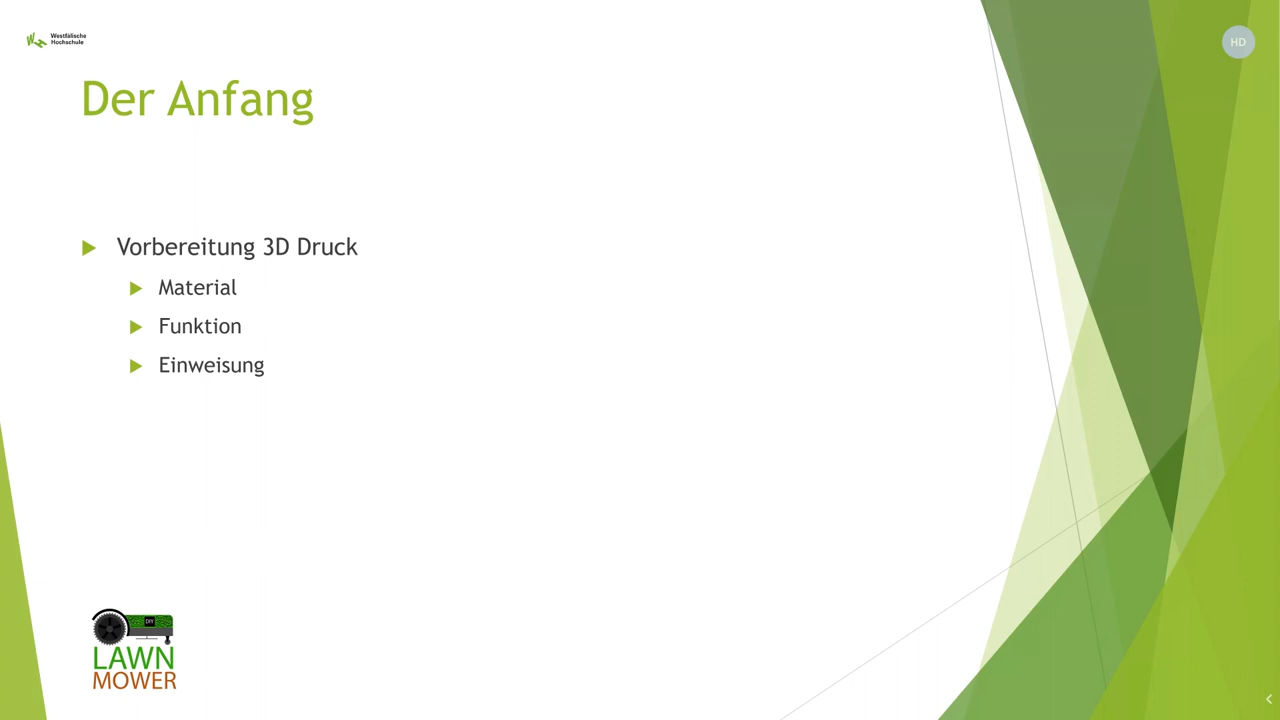 Westfälische
Hochschule
HD
Der Anfang
Vorbereitung 3D Druck
Material
Funktion
Einweisung
DIY
LAWN
MOWER